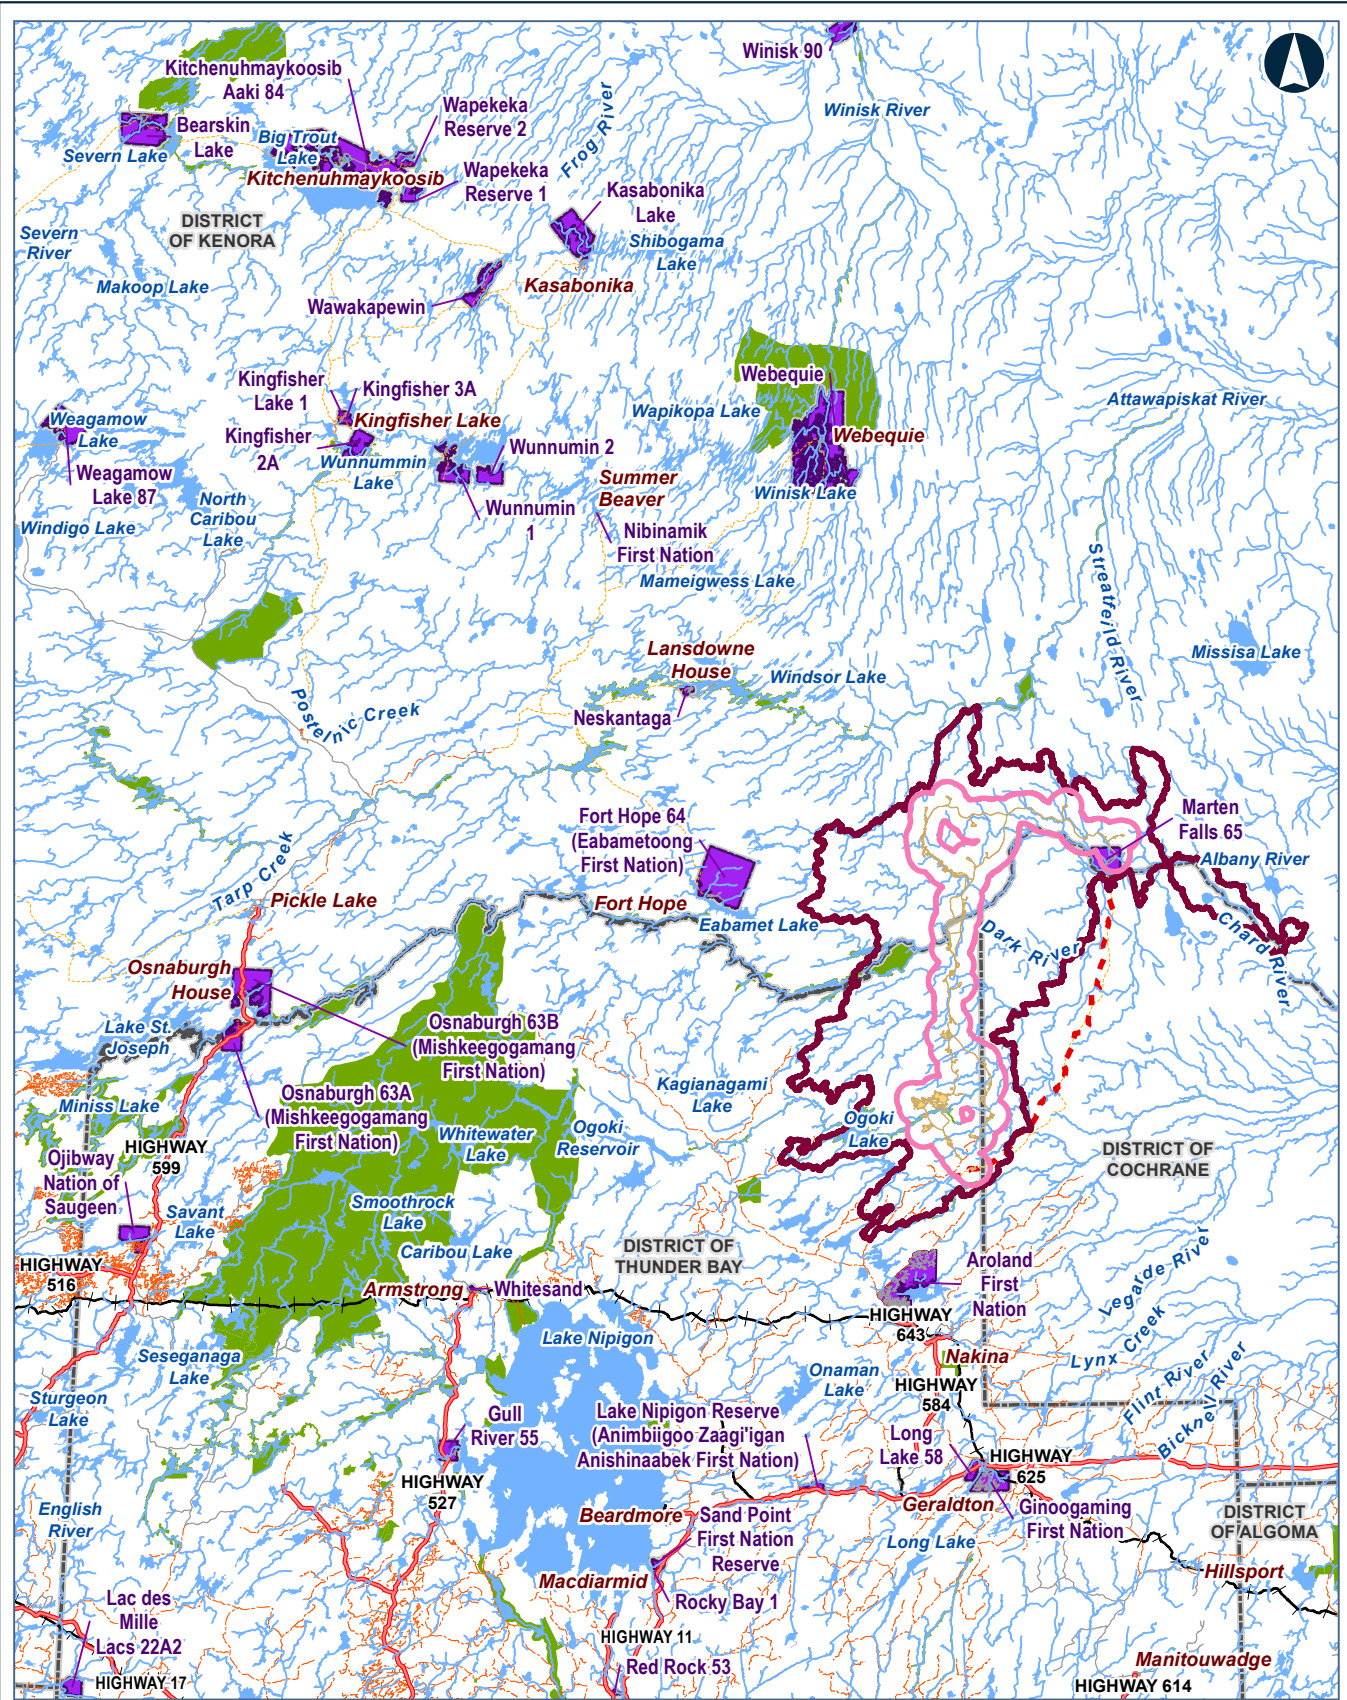 Winisk 90
Kitchenuhmaykoosib
Aaki 84
Wapekeka
Reserve 2
Winisk River
Frog River
Bearskin
Lake
Big Trout
Lake
Severn Lake
Kitchenuhmaykoosib
Wapekeka
Reserve 1
Kasabonika
Lake
DISTRICT
OF KENORA
Severn
River
Shibogama
Lake
Makoop Lake
Kasabonika
Wawakapewin
Kingfisher
Lake 1
Kingfisher 3A
Webequie
Attawapiskat River
Weagamow
Lake
Kingfisher Lake
Wapikopa Lake
Kingfisher
2A
Webequie
Wunnumin 2
Wunnummin
Lake
Weagamow
Lake 87
Summer
Beaver
Winisk Lake
North
Caribou
Lake
Wunnumin
1
Windigo Lake
Nibinamik
First Nation
Mameigwess Lake
Streatfeild River
Lansdowne
House
Missisa Lake
Windsor Lake
Neskantaga
Postelnic Creek
Fort Hope 64
(Eabametoong
First Nation)
Marten
Falls 65
Albany River
Tarp Creek
Pickle Lake
Fort Hope
Eabamet Lake
Dark River
Chard River
Osnaburgh
House
Lake St.
Joseph
Osnaburgh 63B
(Mishkeegogamang
First Nation)
Osnaburgh 63A
(Mishkeegogamang
First Nation)
Kagianagami
Lake
Miniss Lake
Ogoki
Lake
Whitewater
Lake
Ogoki
Reservoir
HIGHWAY
599
DISTRICT OF
COCHRANE
Ojibway
Nation of
Saugeen
Savant
Lake
Smoothrock
Lake
Caribou Lake
DISTRICT OF
THUNDER BAY
HIGHWAY
516
Armstrong
Whitesand
Aroland
First
Nation
Legarde River
HIGHWAY
643
Lake Nipigon
Nakina
Lynx Creek
Seseganaga
Lake
Onaman
Lake
HIGHWAY
584
Flint River
Bicknell River
Sturgeon
Lake
Gull
River 55
Lake Nipigon Reserve
(Animbiigoo Zaagi'igan
Anishinaabek First Nation)
Long
Lake 58
HIGHWAY
625
HIGHWAY
527
Geraldton
Ginoogaming
First Nation
English
River
Beardmore
Sand Point
First Nation
Reserve
Long Lake
DISTRICT
OF ALGOMA
Macdiarmid
Hillsport
Rocky Bay 1
Lac des
Mille
Lacs 22A2
HIGHWAY 11
Red Rock 53
Manitouwadge
HIGHWAY 17
HIGHWAY 614